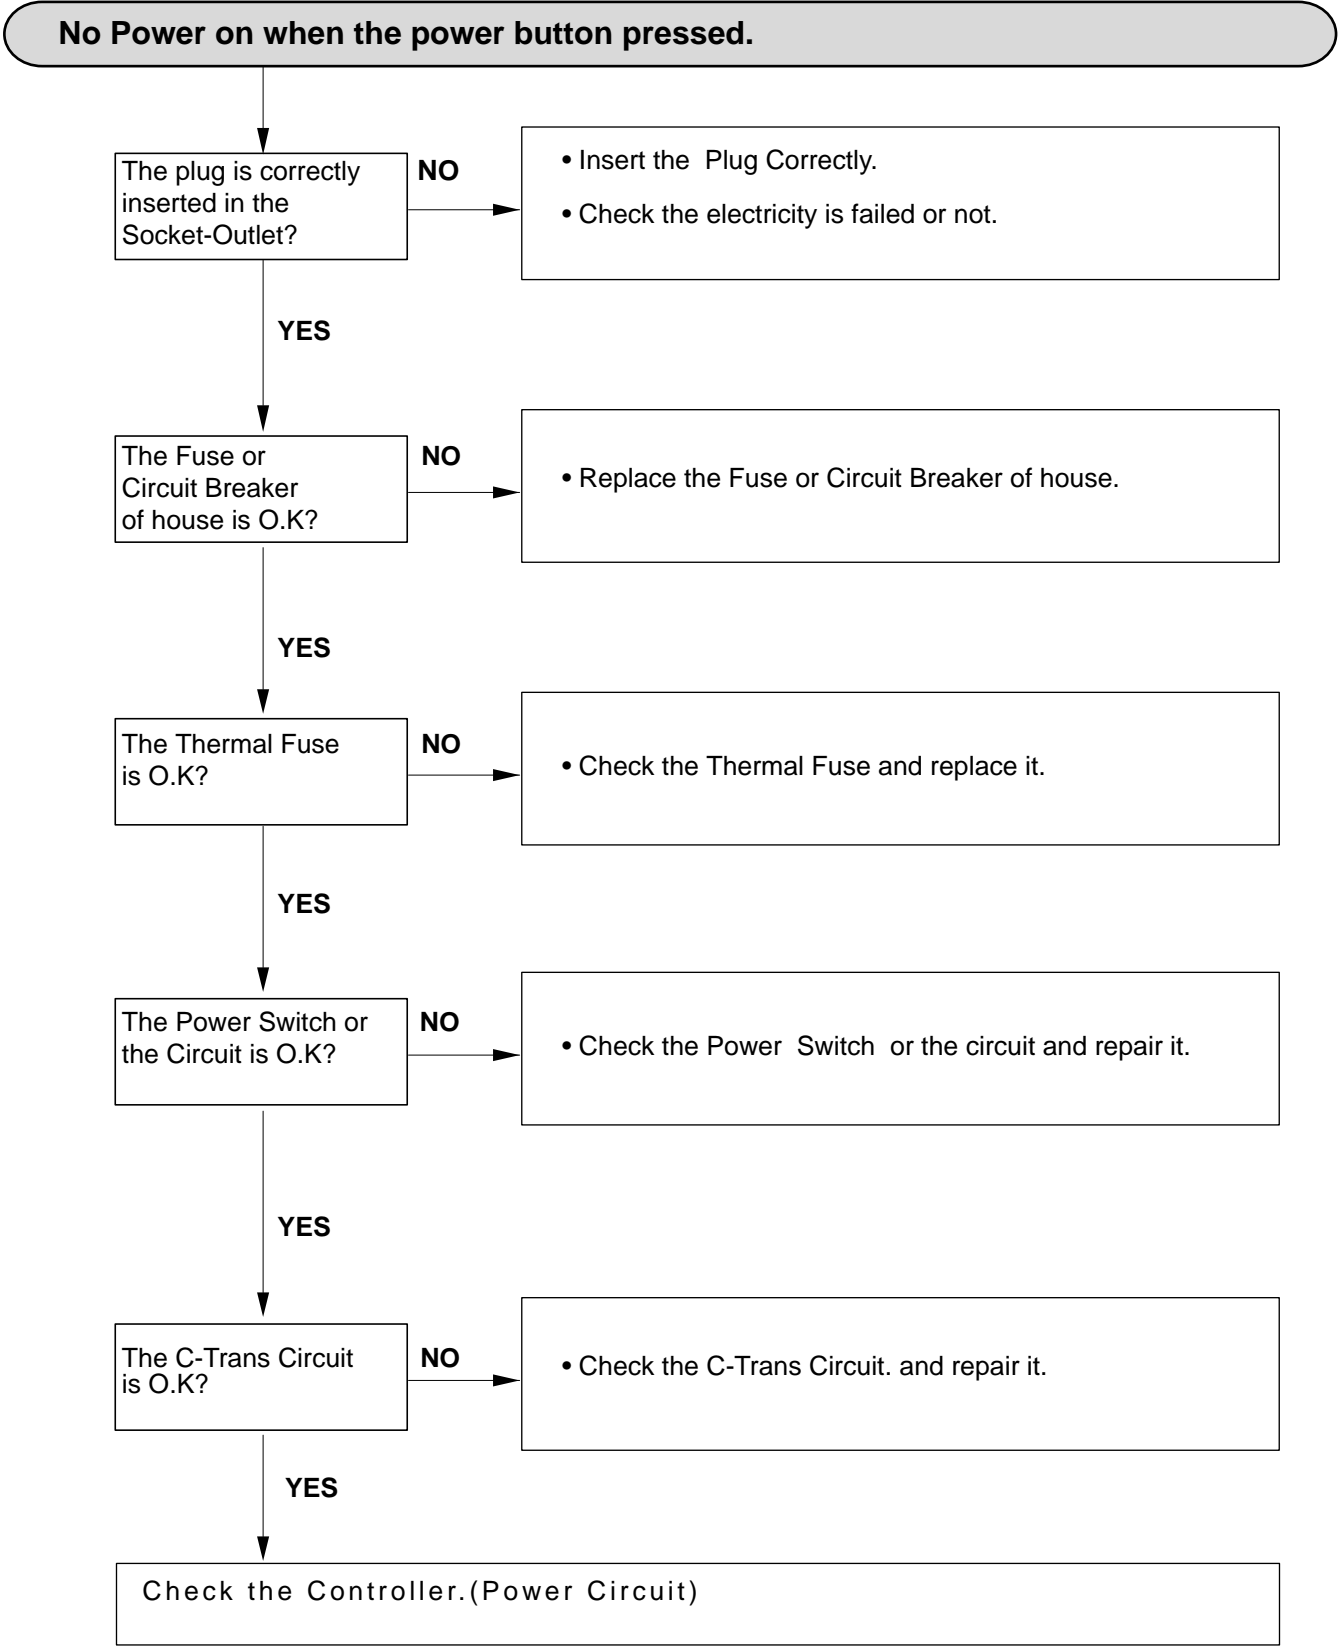 No Power on when the power button pressed.
The plug is correctly
inserted in the
Socket-Outlet?
NO
• Insert the Plug Correctly.
• Check the electricity is failed or not.
YES
The Fuse or
Circuit Breaker
of house is O.K?
NO
• Replace the Fuse or Circuit Breaker of house.
YES
The Thermal Fuse
is O.K?
NO
• Check the Thermal Fuse and replace it.
YES
The Power Switch or
the Circuit is O.K?
NO
• Check the Power Switch or the circuit and repair it.
YES
The C-Trans Circuit
is O.K?
NO
• Check the C-Trans Circuit. and repair it.
YES
Check the Controller.(Power Circuit)